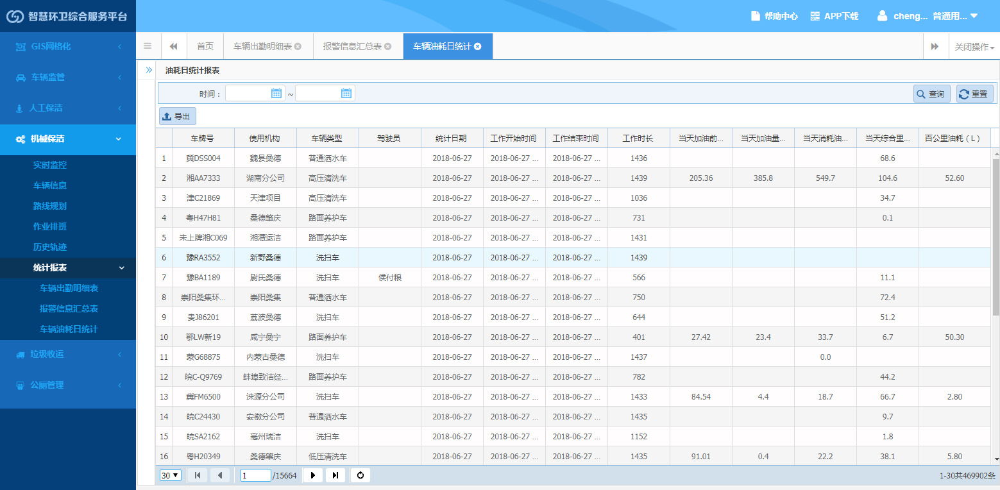 智慧环卫综合服务平台
帮助中心 APP下载 cheng... 普通用...
GIS网格化
车辆监管
人工保洁
机械保洁
实时监控
车辆信息
路线规划
作业排班
历史轨迹
统计报表
车辆出勤明细表
报警信息汇总表
车辆油耗日统计
垃圾收运
公厕管理
首页 车辆出勤明细表 报警信息汇总表 车辆油耗日统计 关闭操作
油耗日统计报表
时间： ~ 查询 重置
导出
车牌号 使用机构 车辆类型 驾驶员 统计日期 工作开始时间 工作结束时间 工作时长 当天加油前... 当天加油量... 当天消耗油... 当天综合里... 百公里油耗（L）
1 冀DSS004 魏县桑德 普通洒水车 2018-06-27 2018-06-27 ... 2018-06-27 ... 1436 68.6
2 湘AA7333 湖南分公司 高压清洗车 2018-06-27 2018-06-27 ... 2018-06-27 ... 1439 205.36 385.8 549.7 104.6 52.60
3 津C21869 天津项目 高压清洗车 2018-06-27 2018-06-27 ... 2018-06-27 ... 1036 34.7
4 粤H47H81 桑德肇庆 路面养护车 2018-06-27 2018-06-27 ... 2018-06-27 ... 731 0.1
5 未上牌湘C069 湘潭运洁 路面养护车 2018-06-27 2018-06-27 ... 2018-06-27 ... 1431
6 豫RA3552 新野桑德 洗扫车 2018-06-27 2018-06-27 ... 2018-06-27 ... 1439
7 豫BA1189 尉氏桑德 洗扫车 侯付粮 2018-06-27 2018-06-27 ... 2018-06-27 ... 566 11.1
8 崇阳桑集环... 崇阳桑集 普通洒水车 2018-06-27 2018-06-27 ... 2018-06-27 ... 750 72.4
9 贵J86201 荔波桑德 洗扫车 2018-06-27 2018-06-27 ... 2018-06-27 ... 644 51.2
10 鄂LW新19 咸宁桑宁 路面养护车 2018-06-27 2018-06-27 ... 2018-06-27 ... 401 27.42 23.4 33.7 6.7 50.30
11 蒙G68875 内蒙古桑德 洗扫车 2018-06-27 2018-06-27 ... 2018-06-27 ... 1437 0.0
12 皖C-Q9769 蚌埠致洁经... 路面养护车 2018-06-27 2018-06-27 ... 2018-06-27 ... 782 44.2
13 冀FM6500 涞源分公司 洗扫车 2018-06-27 2018-06-27 ... 2018-06-27 ... 1433 84.54 4.4 18.7 66.7 2.80
14 皖C24430 安徽分公司 普通洒水车 2018-06-27 2018-06-27 ... 2018-06-27 ... 1435 9.7
15 皖SA2162 亳州瑞洁 洗扫车 2018-06-27 2018-06-27 ... 2018-06-27 ... 1152 1.8
16 粤H20349 桑德肇庆 低压清洗车 2018-06-27 2018-06-27 ... 2018-06-27 ... 1435 91.01 0.4 22.2 38.1 5.80
30 1 /15664 1-30共469902条